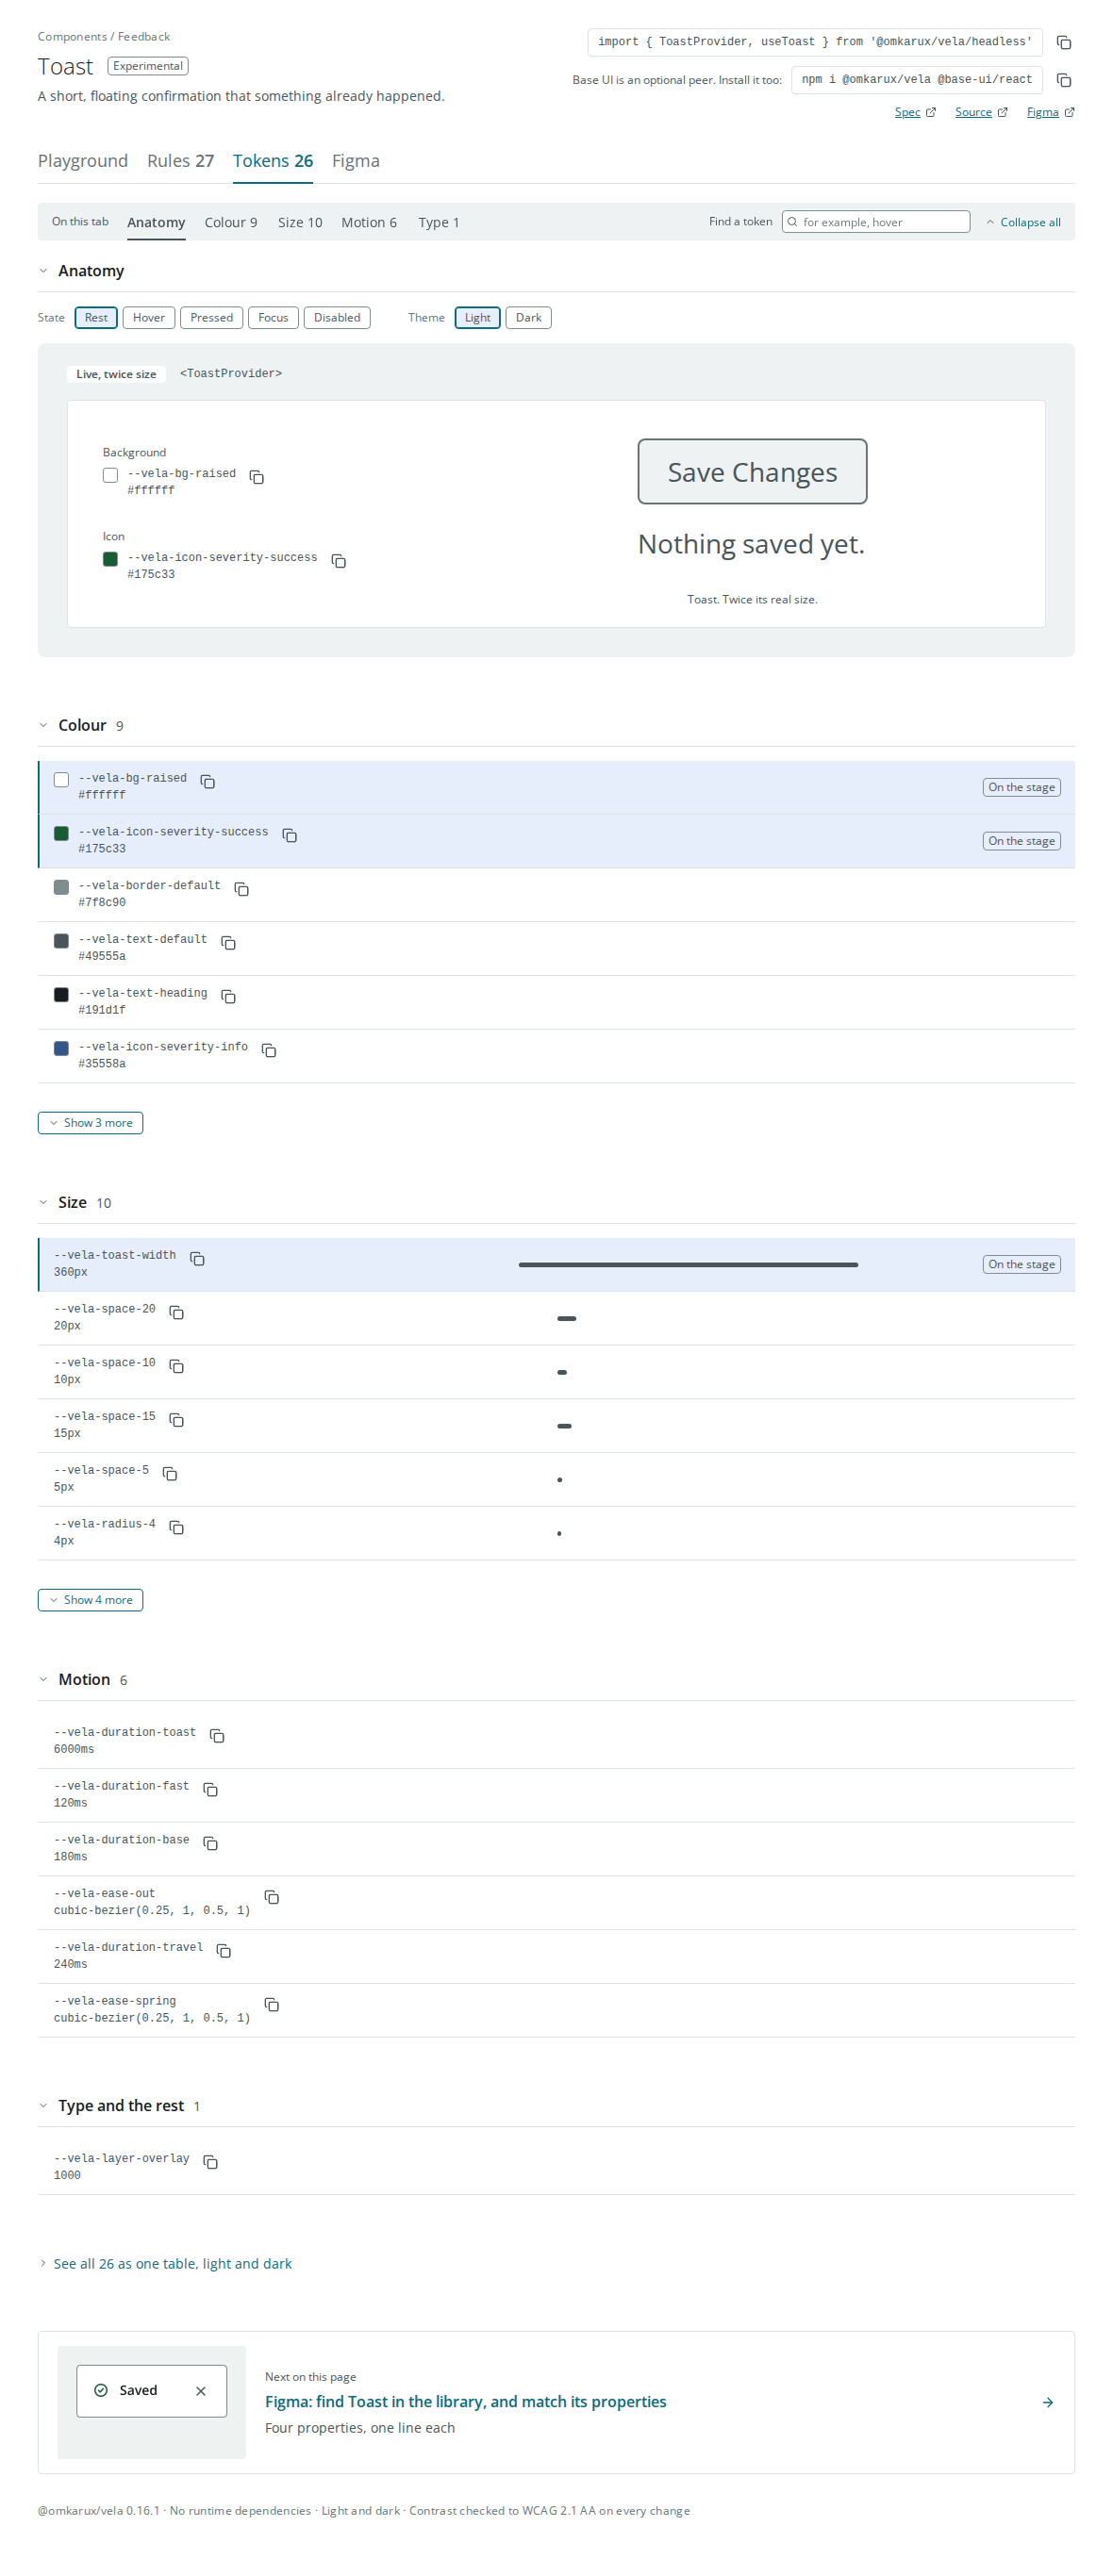 Components / Feedback
Toast Experimental
A short, floating confirmation that something already happened.
import { ToastProvider, useToast } from '@omkarux/vela/headless'
Base UI is an optional peer. Install it too: npm i @omkarux/vela @base-ui/react
Spec Source Figma
Playground Rules 27 Tokens 26 Figma
On this tab Anatomy Colour 9 Size 10 Motion 6 Type 1 Find a token for example, hover Collapse all
Anatomy
State Rest Hover Pressed Focus Disabled Theme Light Dark
Live, twice size <ToastProvider>
Background
--vela-bg-raised
#ffffff
Icon
--vela-icon-severity-success
#175c33
Save Changes
Nothing saved yet.
Toast. Twice its real size.
Colour 9
--vela-bg-raised
#ffffff
On the stage
--vela-icon-severity-success
#175c33
On the stage
--vela-border-default
#7f8c90
--vela-text-default
#49555a
--vela-text-heading
#191d1f
--vela-icon-severity-info
#35558a
Show 3 more
Size 10
--vela-toast-width
360px
On the stage
--vela-space-20
20px
--vela-space-10
10px
--vela-space-15
15px
--vela-space-5
5px
--vela-radius-4
4px
Show 4 more
Motion 6
--vela-duration-toast
6000ms
--vela-duration-fast
120ms
--vela-duration-base
180ms
--vela-ease-out
cubic-bezier(0.25, 1, 0.5, 1)
--vela-duration-travel
240ms
--vela-ease-spring
cubic-bezier(0.25, 1, 0.5, 1)
Type and the rest 1
--vela-layer-overlay
1000
See all 26 as one table, light and dark
Saved
Next on this page
Figma: find Toast in the library, and match its properties
Four properties, one line each
@omkarux/vela 0.16.1 · No runtime dependencies · Light and dark · Contrast checked to WCAG 2.1 AA on every change